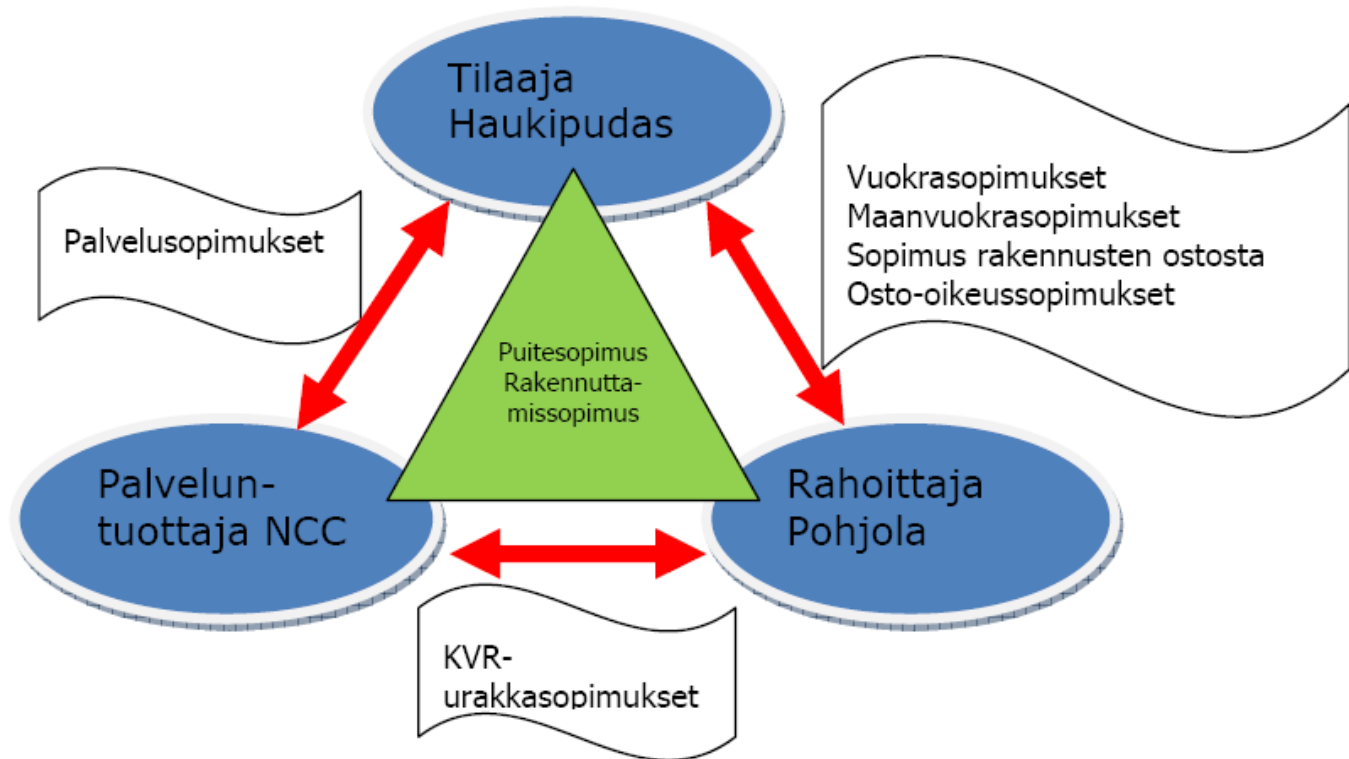 Tilaaja
Haukipudas
Palvelusopimukset
Vuokrasopimukset
Maanvuokrasopimukset
Sopimus rakennusten ostosta
Osto-oikeussopimukset
Puitesopimus
Rakennutta-
missopimus
Palvelun-
tuottaja NCC
Rahoittaja
Pohjola
KVR-
urakkasopimukset